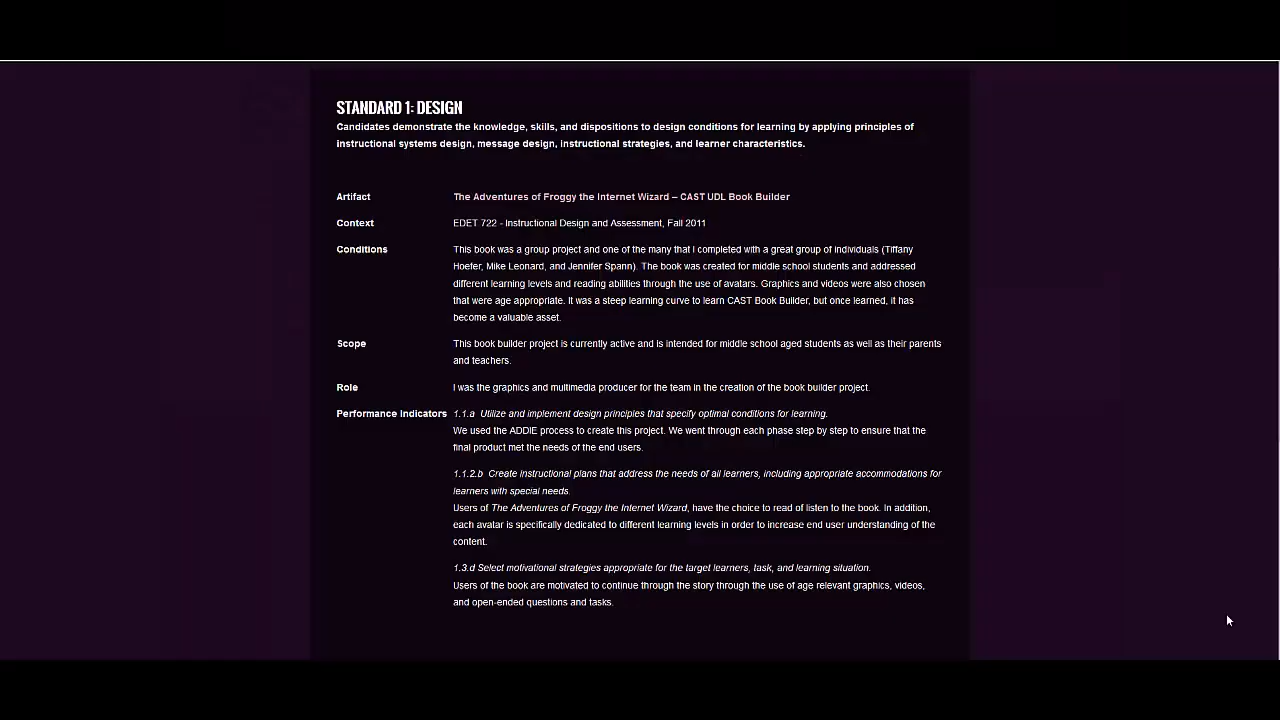 STANDARD 1: DESIGN
Candidates demonstrate the knowledge, skills, and dispositions to design conditions for learning by applying principles of
instructional systems design, message design, instructional strategies, and learner characteristics.
Artifact The Adventures of Froggy the Internet Wizard – CAST UDL Book Builder
Context EDET 722 - Instructional Design and Assessment, Fall 2011
Conditions This book was a group project and one of the many that I completed with a great group of individuals (Tiffany
Hoefer, Mike Leonard, and Jennifer Spann). The book was created for middle school students and addressed
different learning levels and reading abilities through the use of avatars. Graphics and videos were also chosen
that were age appropriate. It was a steep learning curve to learn CAST Book Builder, but once learned, it has
become a valuable asset.
Scope This book builder project is currently active and is intended for middle school aged students as well as their parents
and teachers.
Role I was the graphics and multimedia producer for the team in the creation of the book builder project.
Performance Indicators 1.1.a Utilize and implement design principles that specify optimal conditions for learning.
We used the ADDIE process to create this project. We went through each phase step by step to ensure that the
final product met the needs of the end users.
1.1.2.b Create instructional plans that address the needs of all learners, including appropriate accommodations for
learners with special needs.
Users of The Adventures of Froggy the Internet Wizard, have the choice to read of listen to the book. In addition,
each avatar is specifically dedicated to different learning levels in order to increase end user understanding of the
content.
1.3.d Select motivational strategies appropriate for the target learners, task, and learning situation.
Users of the book are motivated to continue through the story through the use of age relevant graphics, videos,
and open-ended questions and tasks.